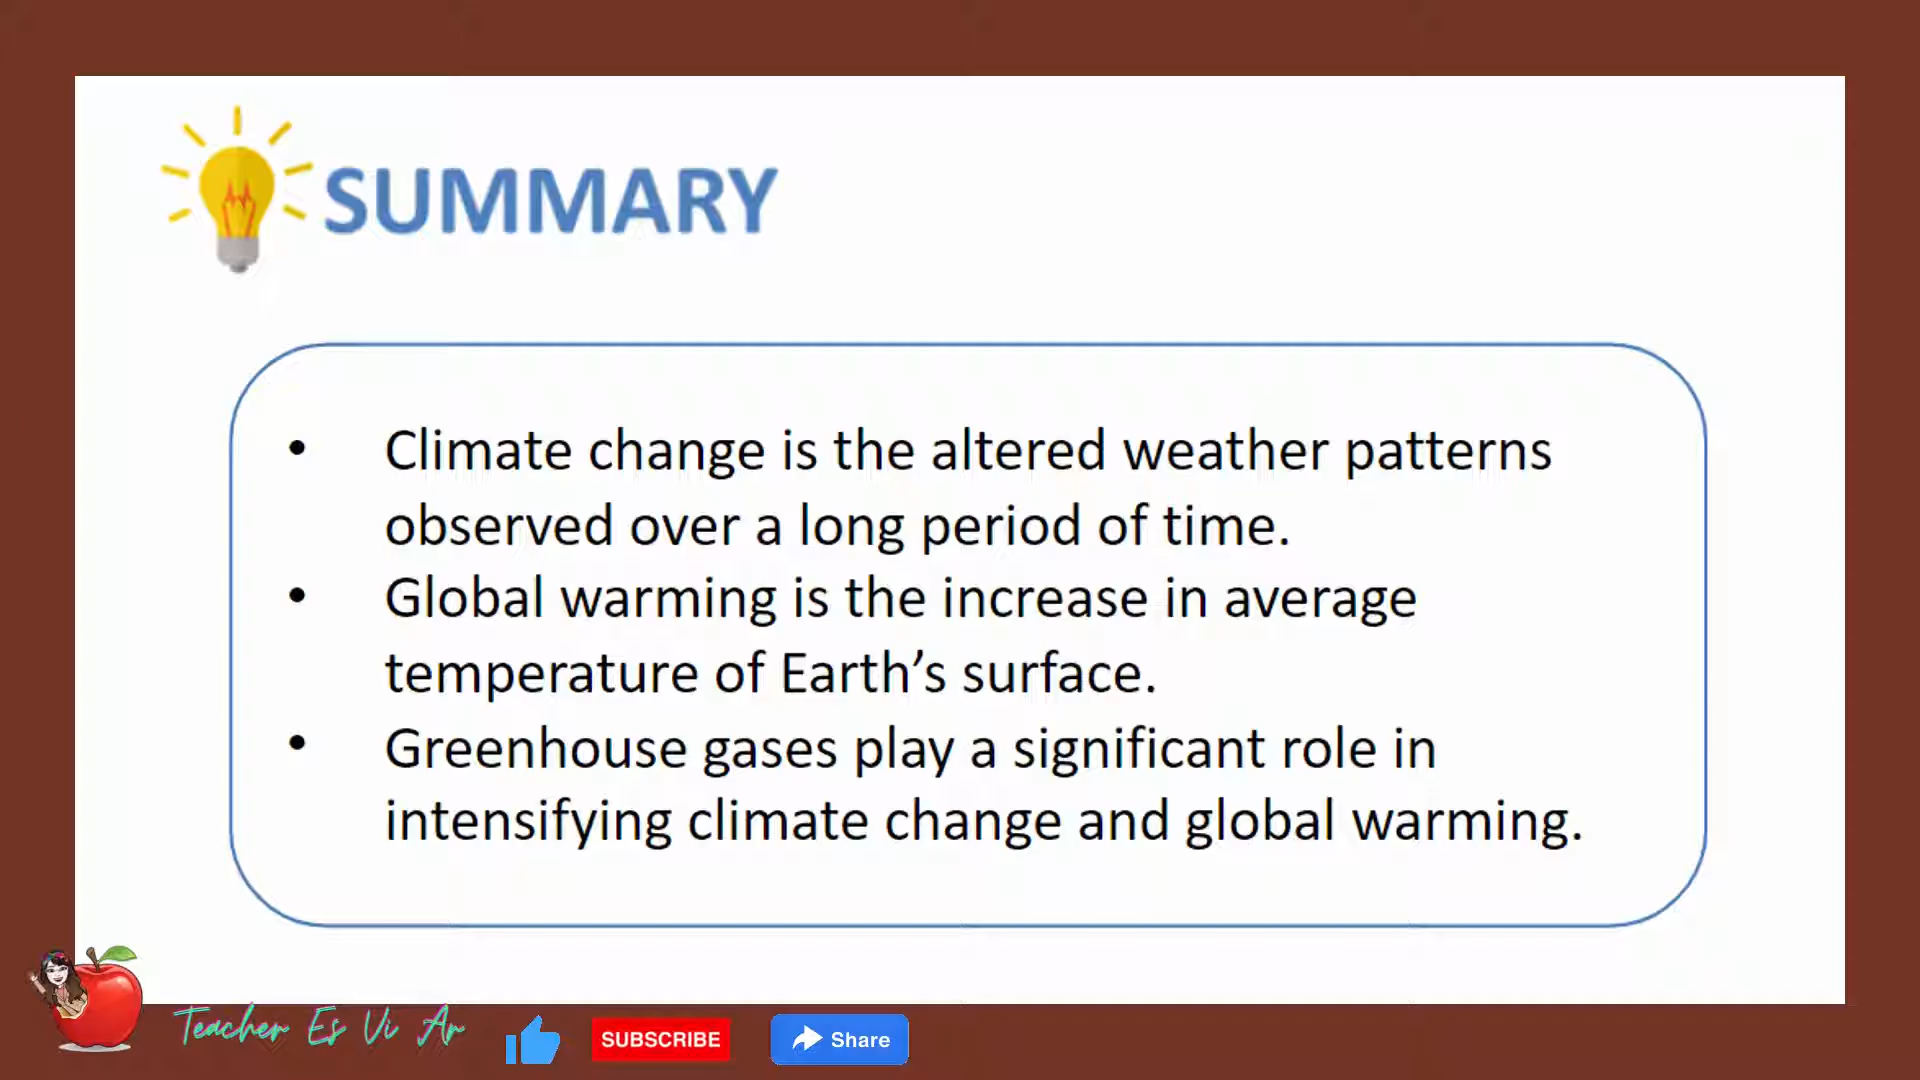 SUMMARY
• Climate change is the altered weather patterns
observed over a long period of time.
• Global warming is the increase in average
temperature of Earth’s surface.
• Greenhouse gases play a significant role in
intensifying climate change and global warming.
Teacher Es Vi Ar
SUBSCRIBE
Share